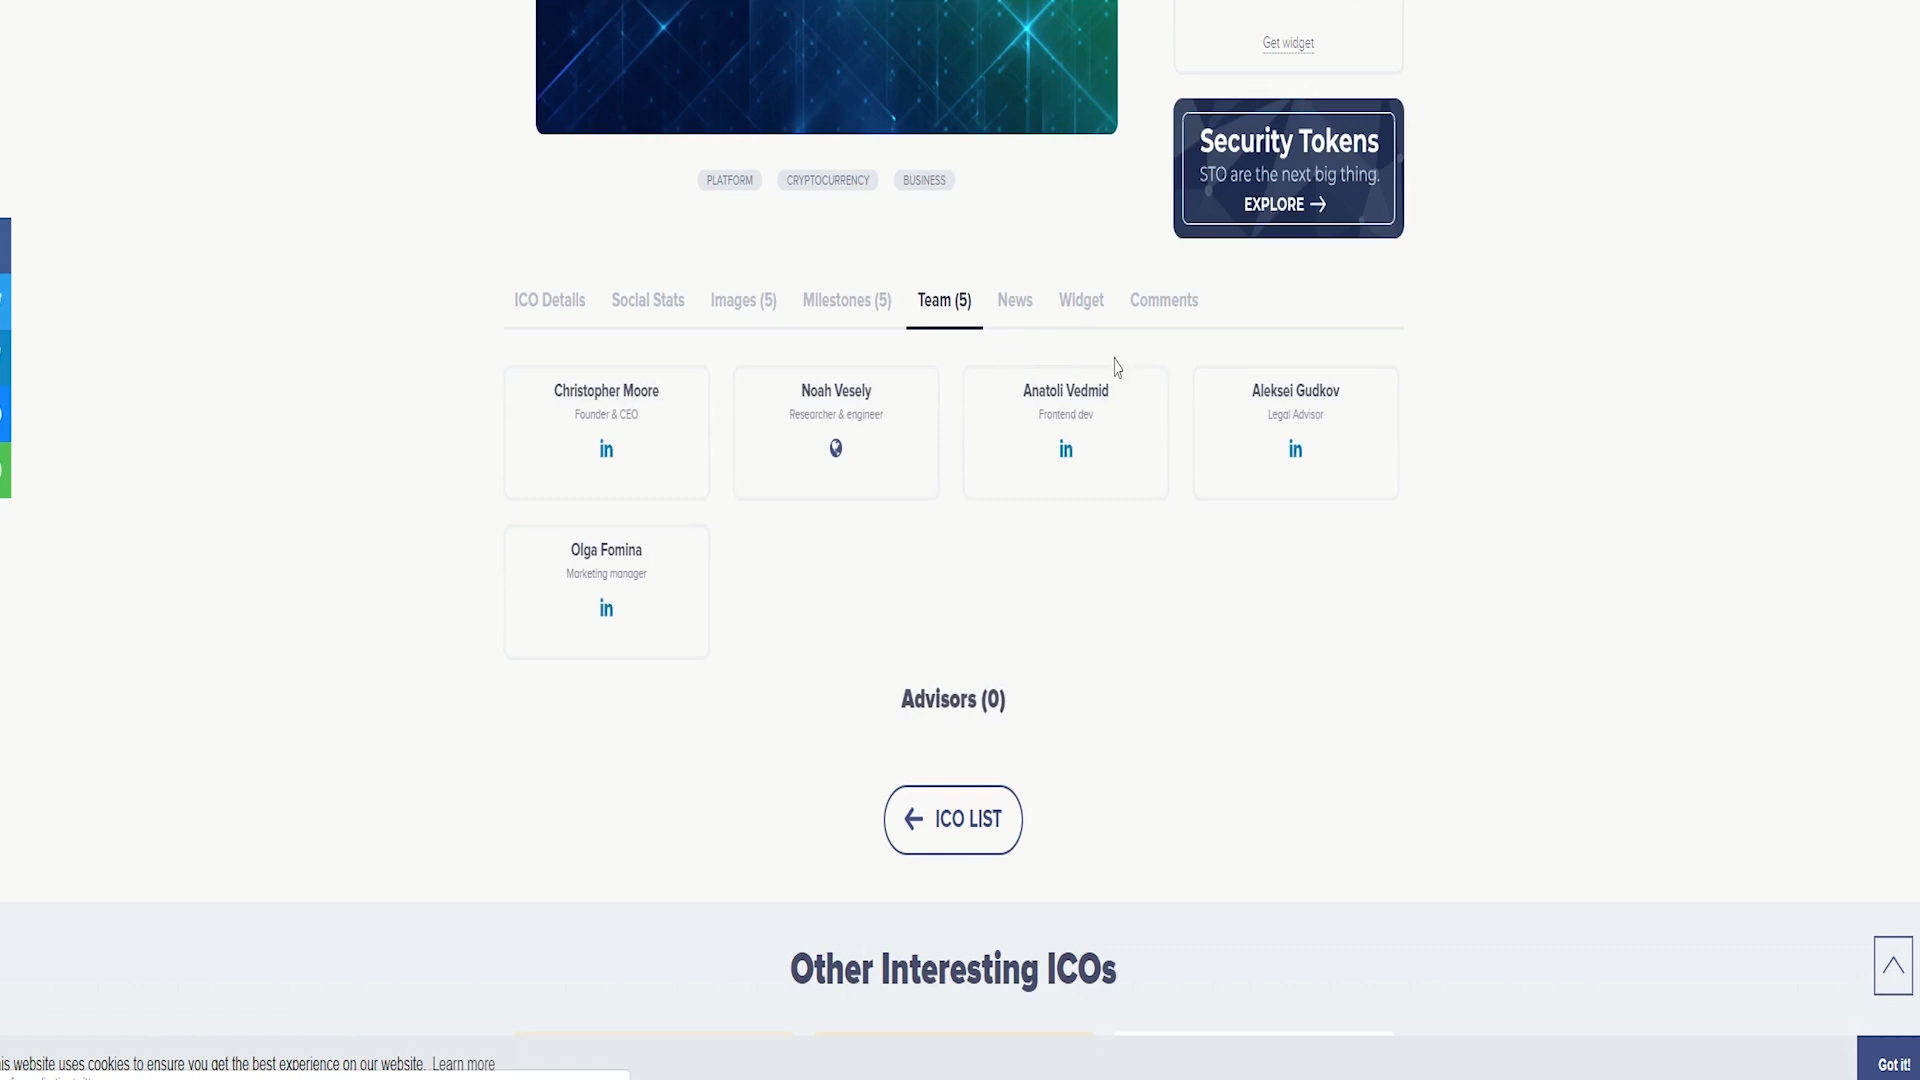 Get widget
Security Tokens
STO are the next big thing.
EXPLORE →
PLATFORM CRYPTOCURRENCY BUSINESS
ICO Details Social Stats Images (5) Milestones (5) Team (5) News Widget Comments
Christopher Moore
Founder & CEO
in
Noah Vesely
Researcher & engineer
Anatoli Vedmid
Frontend dev
in
Aleksei Gudkov
Legal Advisor
in
Olga Fomina
Marketing manager
in
Advisors (0)
← ICO LIST
Other Interesting ICOs
is website uses cookies to ensure you get the best experience on our website. Learn more
Got it!